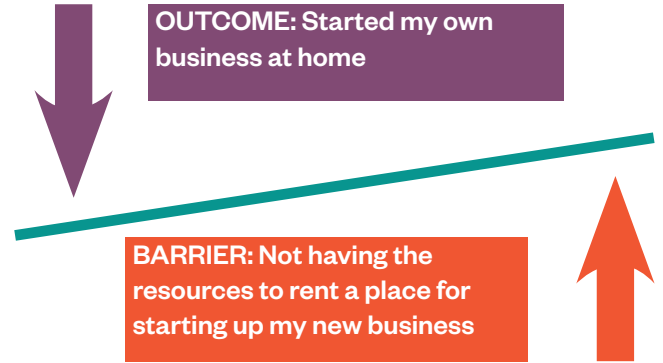 OUTCOME: Started my own
business at home
BARRIER: Not having the
resources to rent a place for
starting up my new business